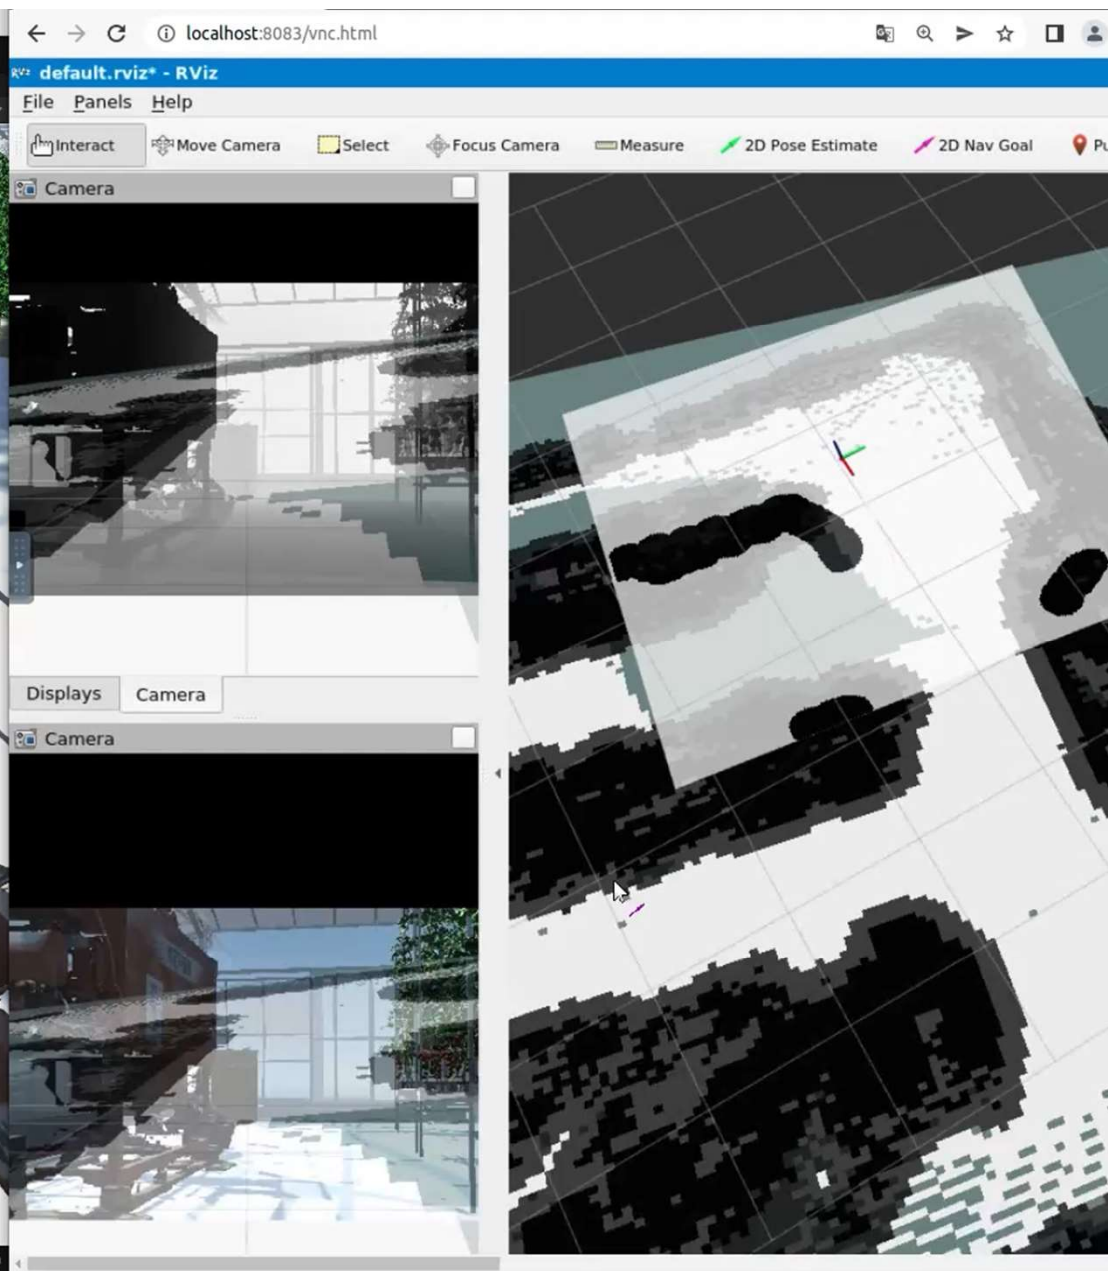 localhost:8083/vnc.html
default.rviz* - RViz
File Panels Help
Interact Move Camera Select Focus Camera Measure 2D Pose Estimate 2D Nav Goal Pu
Camera
Displays Camera
Camera